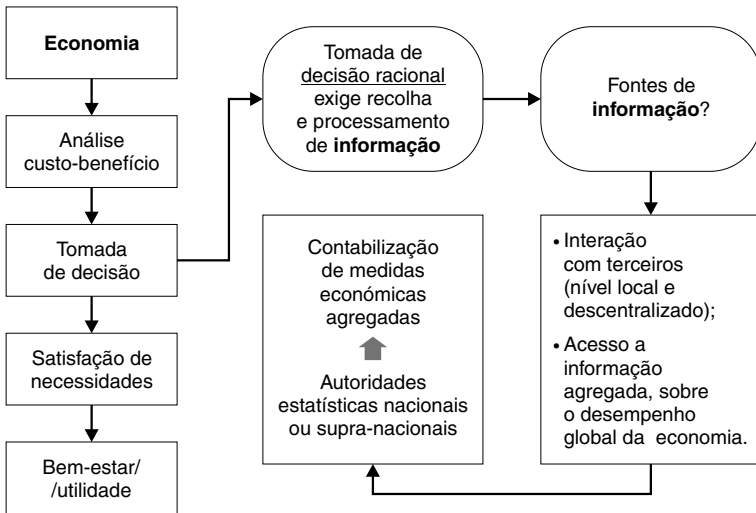 Economia
Análise
custo-benefício
Tomada
de decisão
Satisfação de
necessidades
Bem-estar/
/utilidade
Tomada de
decisão racional
exige recolha
e processamento
de informação
Fontes de
informação?
• Interação
com terceiros
(nível local e
descentralizado);
• Acesso a
informação
agregada, sobre
o desempenho
global da economia.
Contabilização
de medidas
económicas
agregadas
Autoridades
estatísticas nacionais
ou supra-nacionais